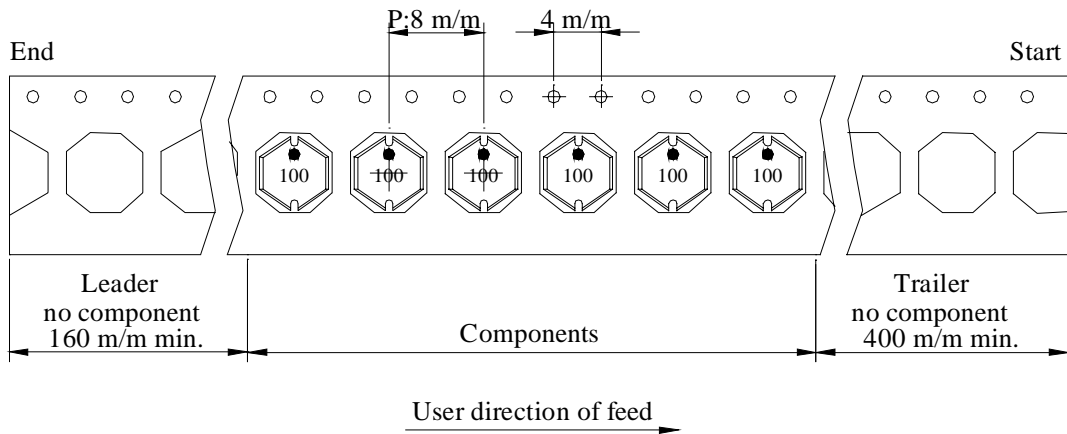 P:8 m/m
4 m/m
End
Start
100 100 100 100 100 100
Leader
no component
160 m/m min.
Components
Trailer
no component
400 m/m min.
User direction of feed